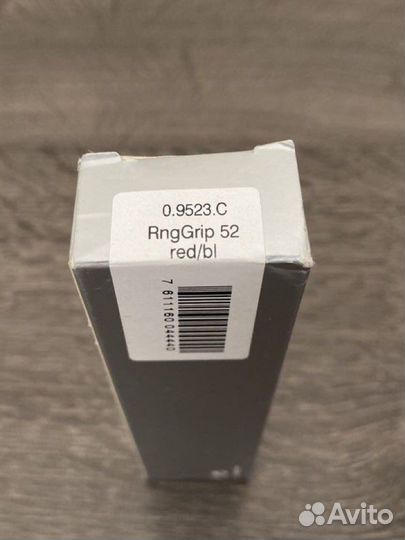 0.9523.C
RngGrip 52
red/bl
7 611160 044440
Avito